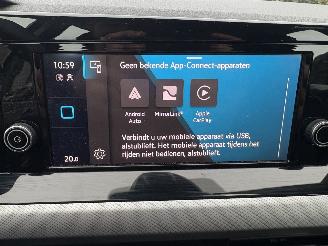 10:59
Geen bekende App-Connect-apparaten
Android Auto
MirrorLink®
Apple CarPlay
Verbindt u uw mobiele apparaat via USB,
alstublieft. Het mobiele apparaat tijdens het
rijden niet bedienen, alstublieft.
20.0